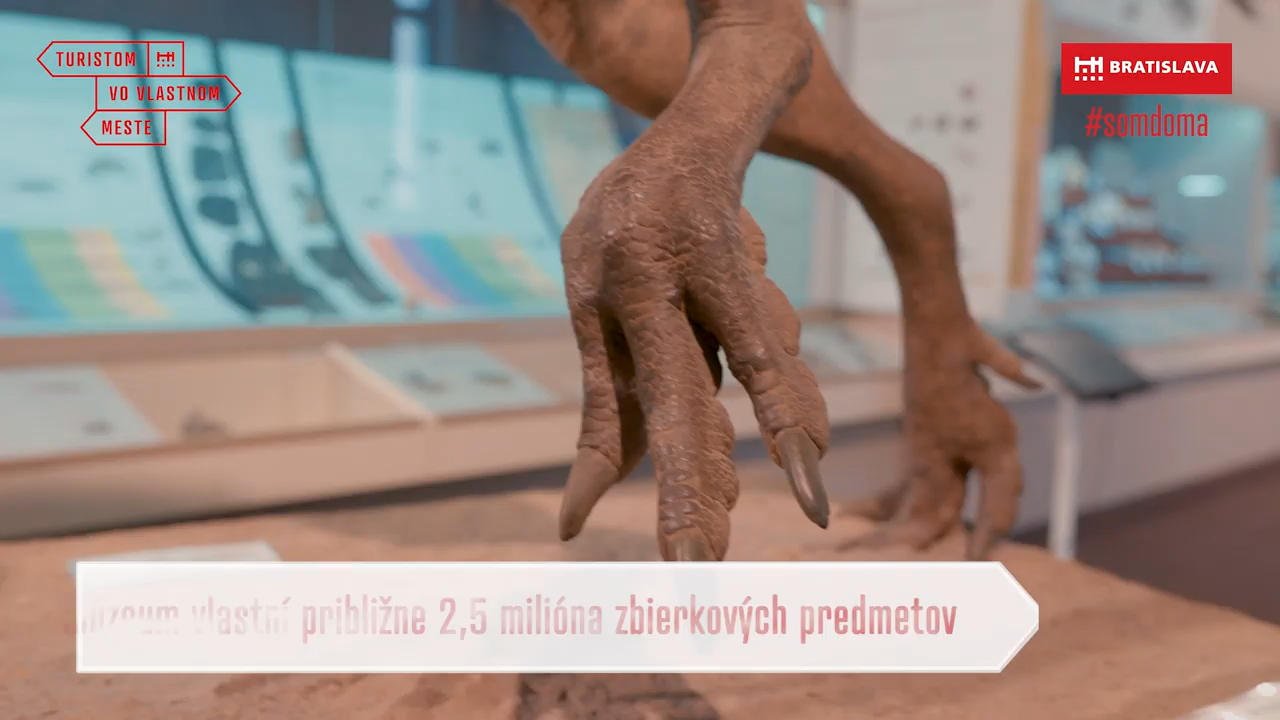 TURISTOM
VO VLASTNOM
MESTE
BRATISLAVA
#somdoma
vlastní približne 2,5 milióna zbierkových predmetov